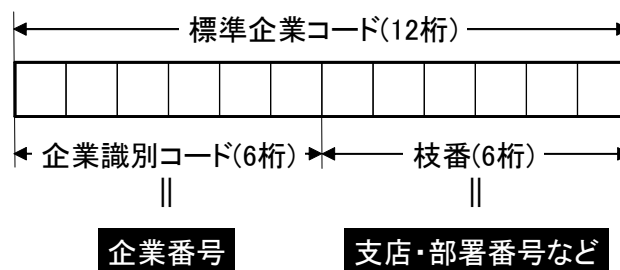 標準企業コード(12桁)
企業識別コード(6桁) 枝番(6桁)
|| ||
企業番号 支店・部署番号など